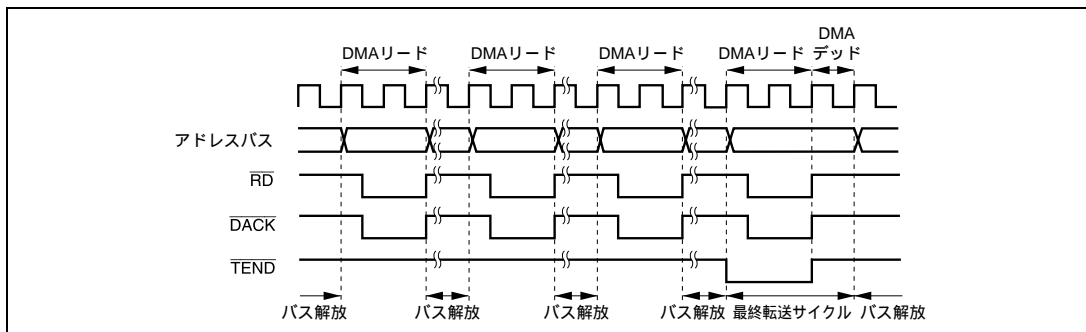 DMA
DMAリード DMAリード DMAリード DMAリード デッド
アドレスバス
RD
DACK
TEND
バス解放 バス解放 バス解放 バス解放 最終転送サイクル バス解放